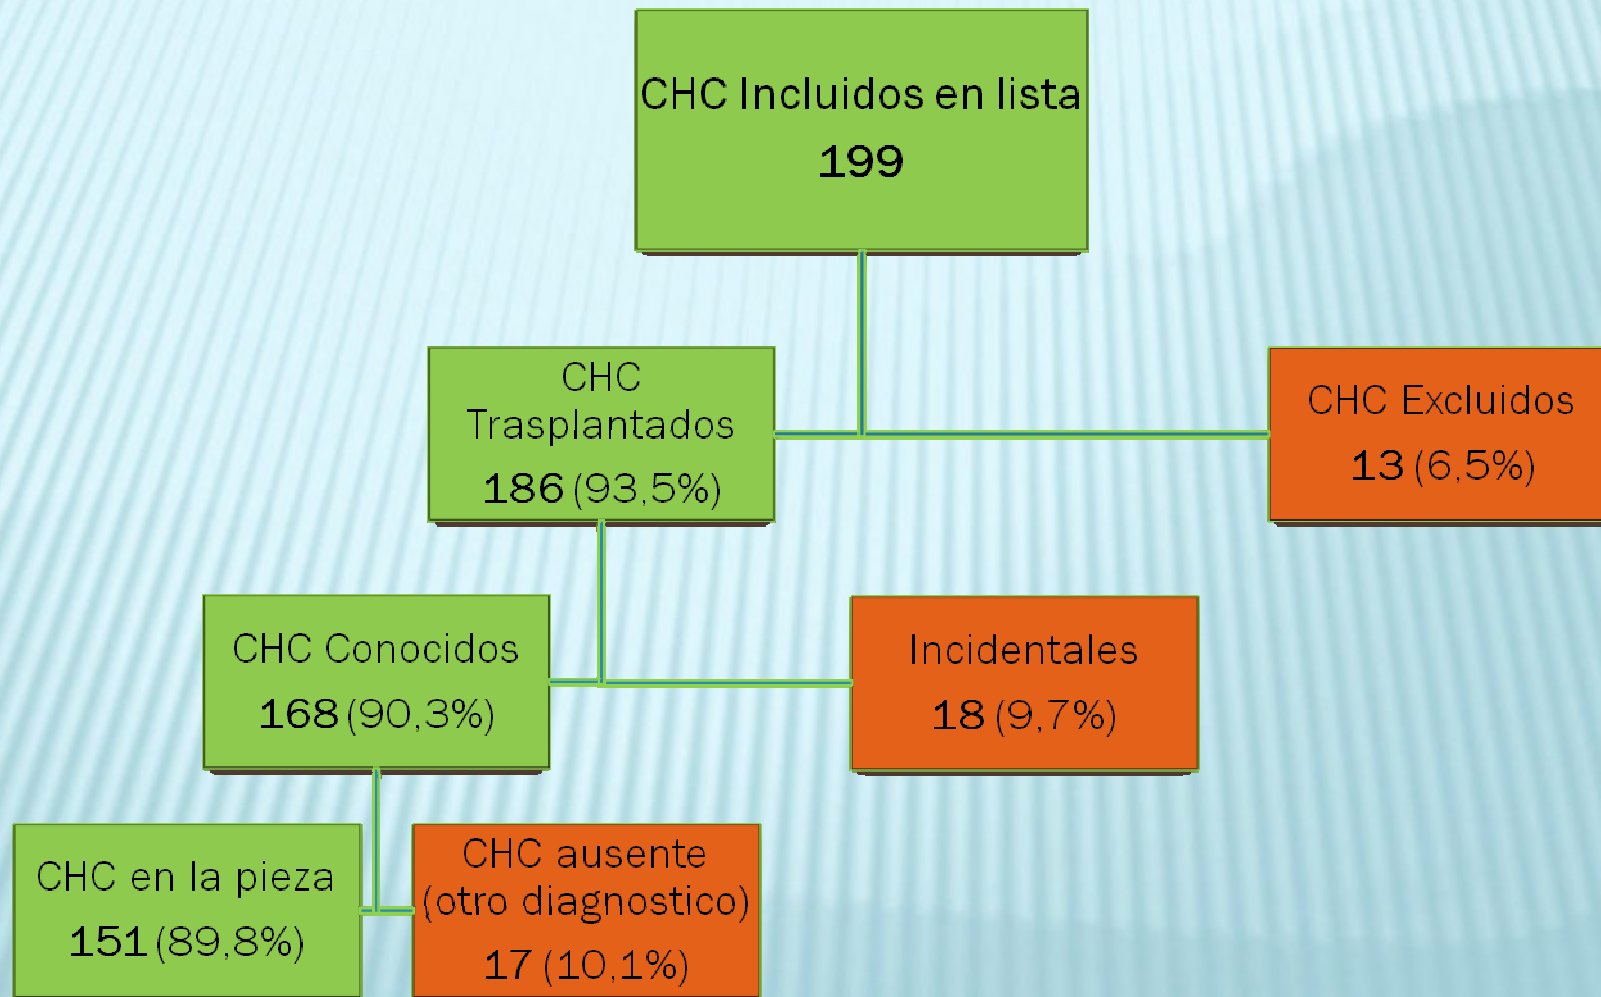 CHC Incluidos en lista
199
CHC
Trasplantados
186 (93,5%)
CHC Excluidos
13 (6,5%)
CHC Conocidos
168 (90,3%)
Incidentales
18 (9,7%)
CHC en la pieza
151 (89,8%)
CHC ausente
(otro diagnostico)
17 (10,1%)